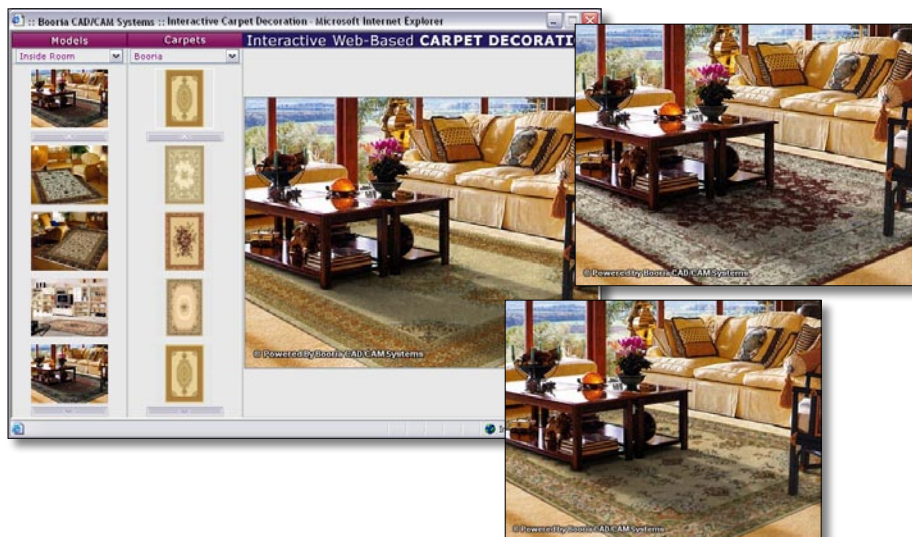 :: Booria CAD/CAM Systems :: Interactive Carpet Decoration - Microsoft Internet Explorer
Models
Carpets
Interactive Web-Based CARPET DECORATI
Inside Room
Booria
© Powered by Booria CAD/CAM Systems
© Powered by Booria CAD/CAM Systems
© Powered by Booria CAD/CAM Systems